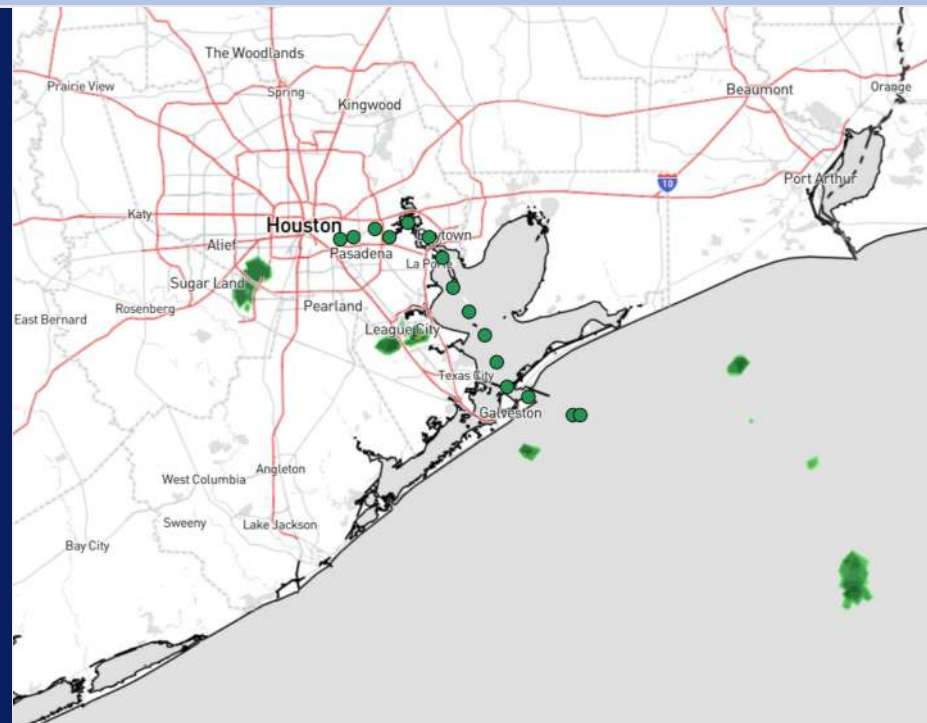 The Woodlands
Prairie View
Spring
Kingwood
Beaumont
Orange
10
Port Arthur
Katy
Houston
Alief
Pasadena
La Porte
Sugar Land
Pearland
Rosenberg
East Bernard
League City
Texas City
Galveston
Angleton
West Columbia
Sweeny
Lake Jackson
Bay City